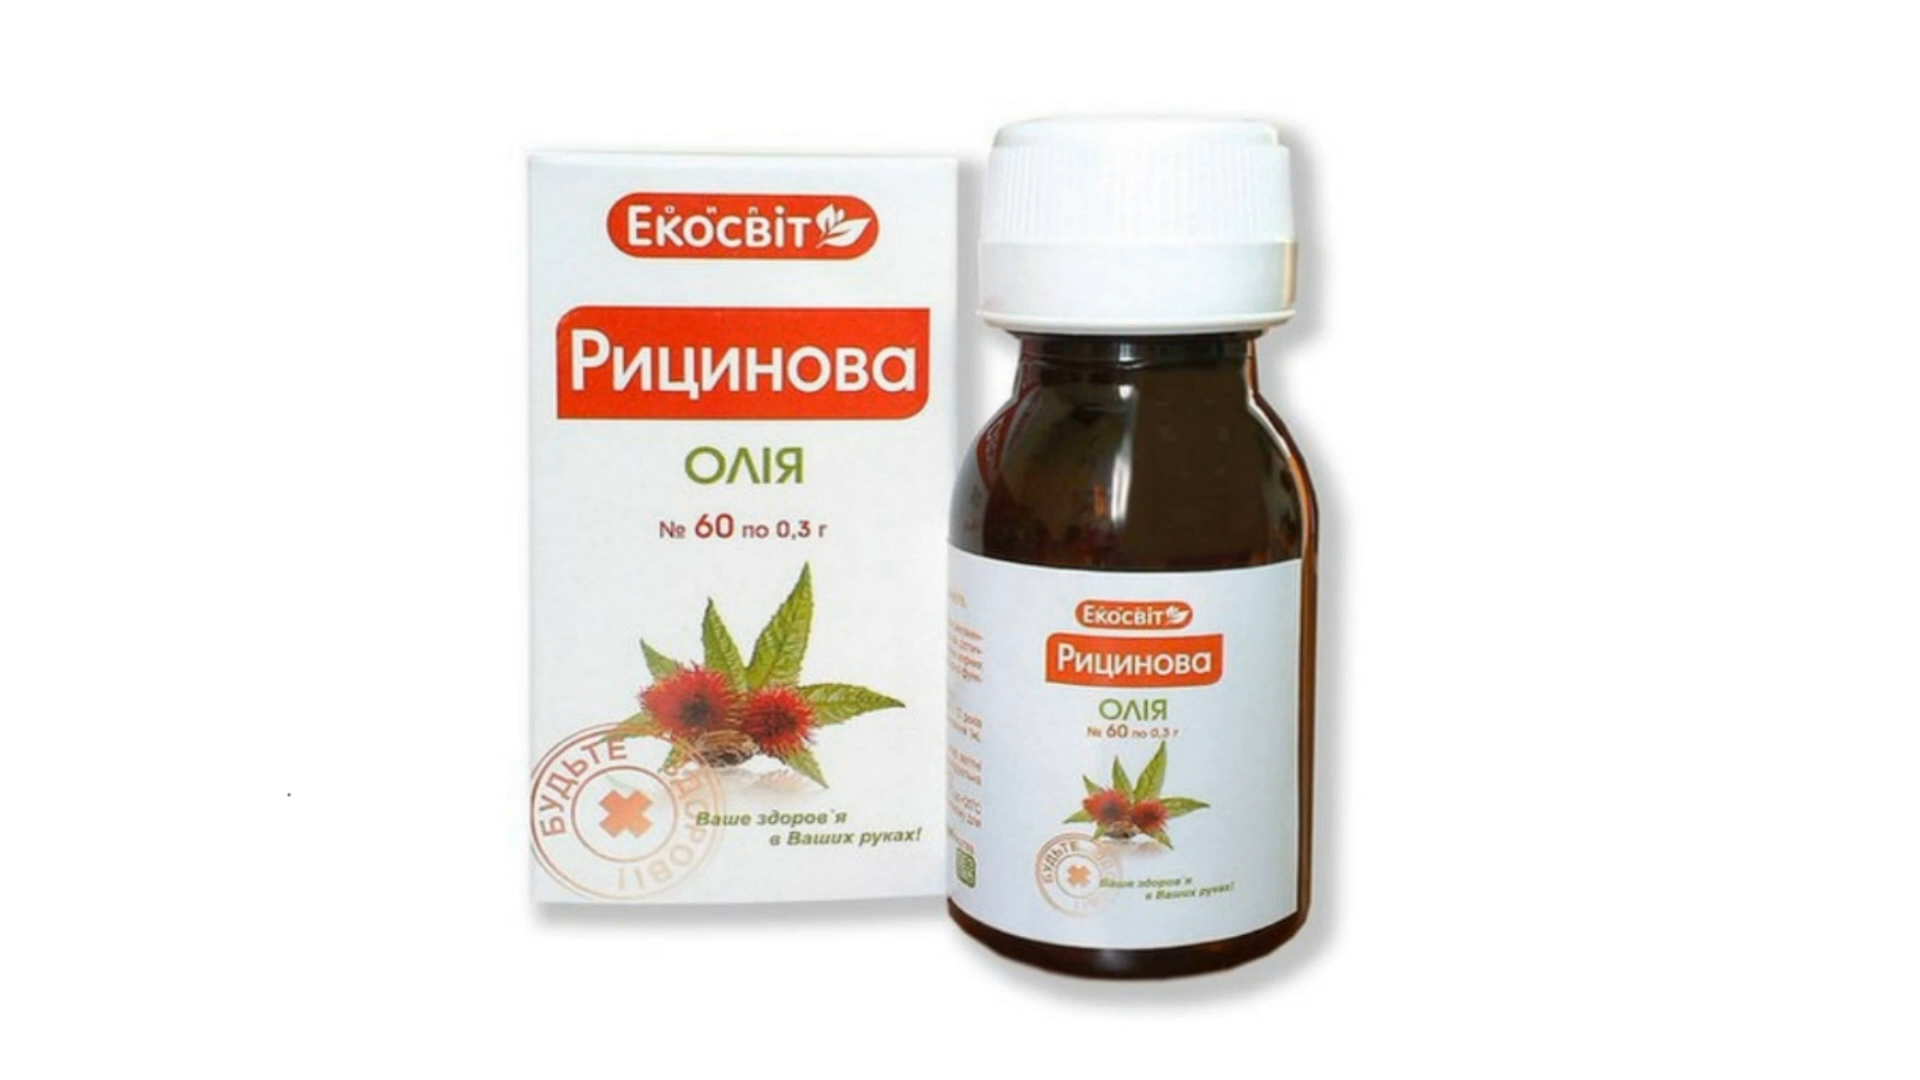 Екосвіт
Рицинова
ОЛІЯ
№ 60 по 0,3 г
БУДЬТЕ ЗДОРОВІ!
Ваше здоров`я
в Ваших руках!
Екосвіт
Рицинова
ОЛІЯ
№ 60 по 0,3 г
БУДЬТЕ
Ваше здоров`я
в Ваших руках!